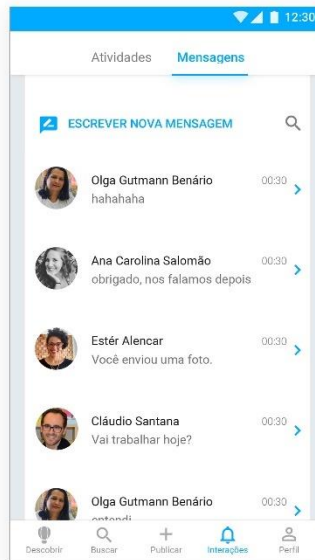 12:30
Atividades Mensagens
ESCREVER NOVA MENSAGEM
Olga Gutmann Benário 00:30
hahahaha
Ana Carolina Salomão 00:30
obrigado, nos falamos depois
Estér Alencar 00:30
Você enviou uma foto.
Cláudio Santana 00:30
Vai trabalhar hoje?
Olga Gutmann Benário 00:30
entendi
Descobrir Buscar Publicar Interações Perfil